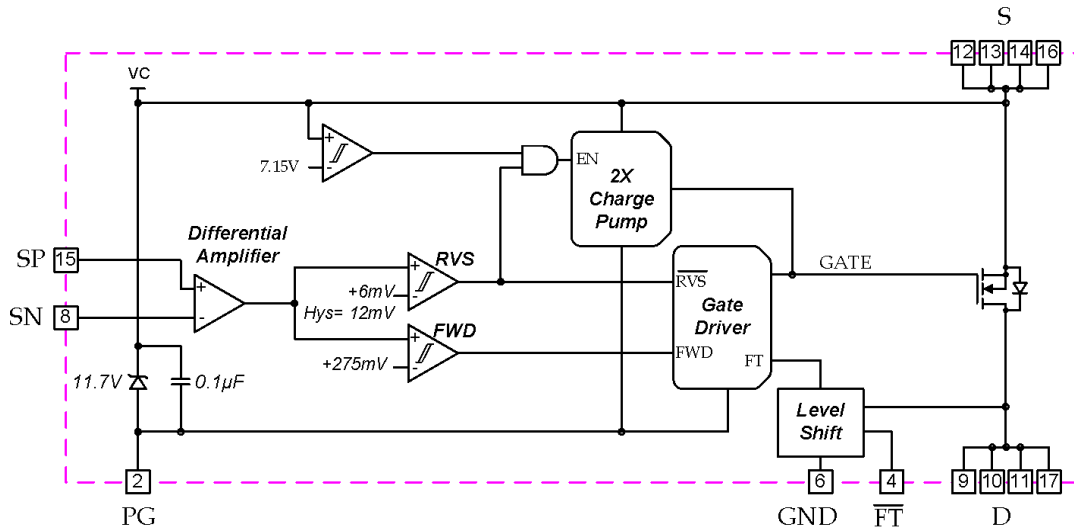 S
12 13 14 16
VC
+
-
7.15V
EN
2X
Charge
Pump
Differential
Amplifier
SP 15
+
-
SN 8
RVS
+
-
+6mV
Hys= 12mV
FWD
+
-
+275mV
R̅V̅S̅
Gate
Driver
FWD
FT
GATE
11.7V
0.1µF
Level
Shift
2
6
4
9 10 11 17
PG
GND
F̅T̅
D